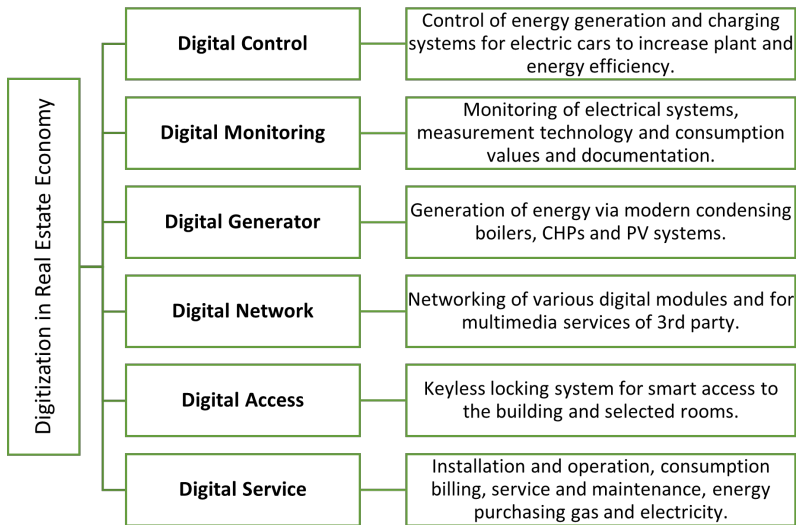 Digitization in Real Estate Economy
Digital Control
Control of energy generation and charging
systems for electric cars to increase plant and
energy efficiency.
Digital Monitoring
Monitoring of electrical systems,
measurement technology and consumption
values and documentation.
Digital Generator
Generation of energy via modern condensing
boilers, CHPs and PV systems.
Digital Network
Networking of various digital modules and for
multimedia services of 3rd party.
Digital Access
Keyless locking system for smart access to
the building and selected rooms.
Digital Service
Installation and operation, consumption
billing, service and maintenance, energy
purchasing gas and electricity.